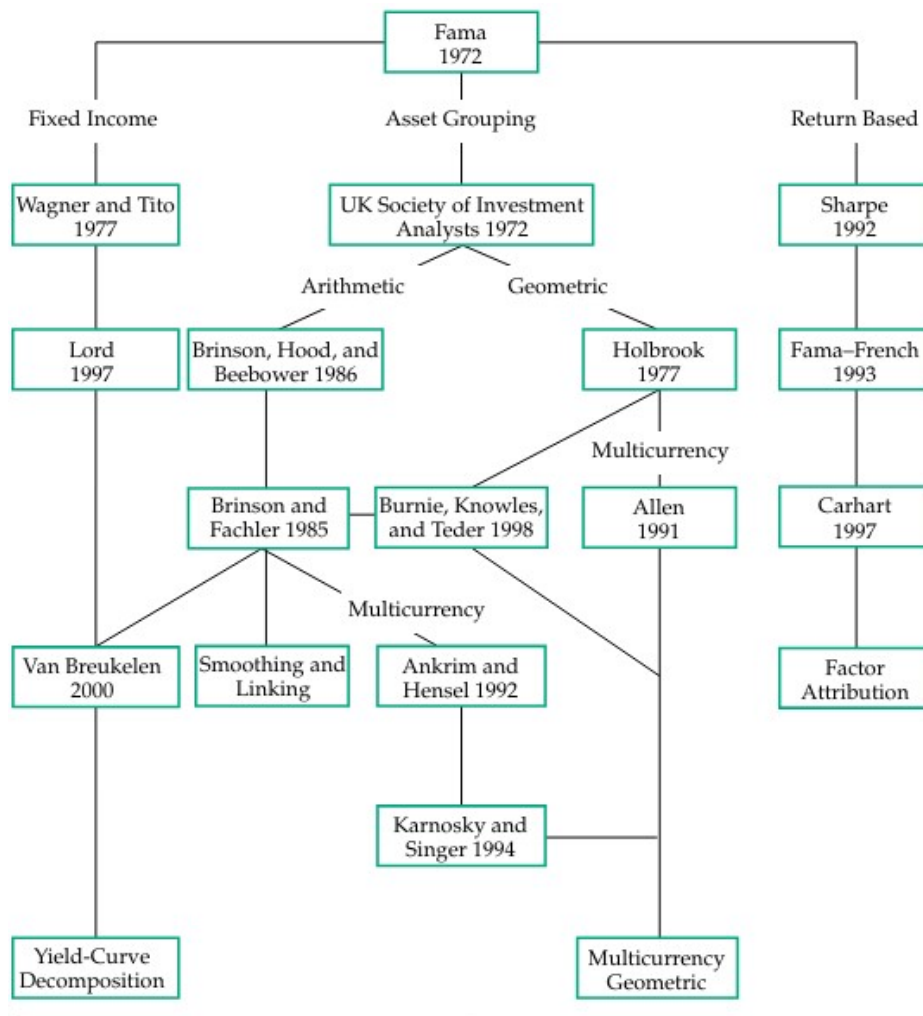 Fama
1972
Fixed Income
Asset Grouping
Return Based
Wagner and Tito
1977
UK Society of Investment
Analysts 1972
Sharpe
1992
Arithmetic
Geometric
Lord
1997
Brinson, Hood, and
Beebower 1986
Holbrook
1977
Fama–French
1993
Multicurrency
Brinson and
Fachler 1985
Burnie, Knowles,
and Teder 1998
Allen
1991
Carhart
1997
Multicurrency
Van Breukelen
2000
Smoothing and
Linking
Ankrim and
Hensel 1992
Factor
Attribution
Karnosky and
Singer 1994
Yield-Curve
Decomposition
Multicurrency
Geometric